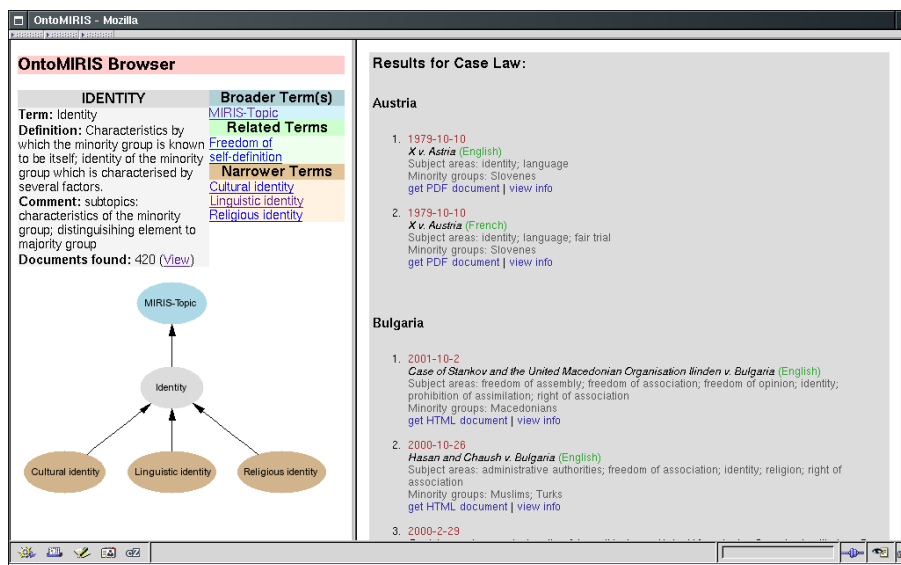 OntoMIRIS - Mozilla
OntoMIRIS Browser
IDENTITY
Term: Identity
Definition: Characteristics by
which the minority group is known
to be itself; identity of the minority
group which is characterised by
several factors.
Comment: subtopics:
characteristics of the minority
group; distinguisihing element to
majority group
Documents found: 420 (View)
Broader Term(s)
MIRIS-Topic
Related Terms
Freedom of
self-definition
Narrower Terms
Cultural identity
Linguistic identity
Religious identity
MIRIS-Topic
Identity
Cultural identity
Linguistic identity
Religious identity
Results for Case Law:
Austria
1. 1979-10-10
X v. Astria (English)
Subject areas: identity; language
Minority groups: Slovenes
get PDF document | view info
2. 1979-10-10
X v. Austria (French)
Subject areas: identity; language; fair trial
Minority groups: Slovenes
get PDF document | view info
Bulgaria
1. 2001-10-2
Case of Stankov and the United Macedonian Organisation Ilinden v. Bulgaria (English)
Subject areas: freedom of assembly; freedom of association; freedom of opinion; identity;
prohibition of assimilation; right of association
Minority groups: Macedonians
get HTML document | view info
2. 2000-10-26
Hasan and Chaush v. Bulgaria (English)
Subject areas: administrative authorities; freedom of association; identity; religion; right of
association
Minority groups: Muslims; Turks
get HTML document | view info
3. 2000-2-29